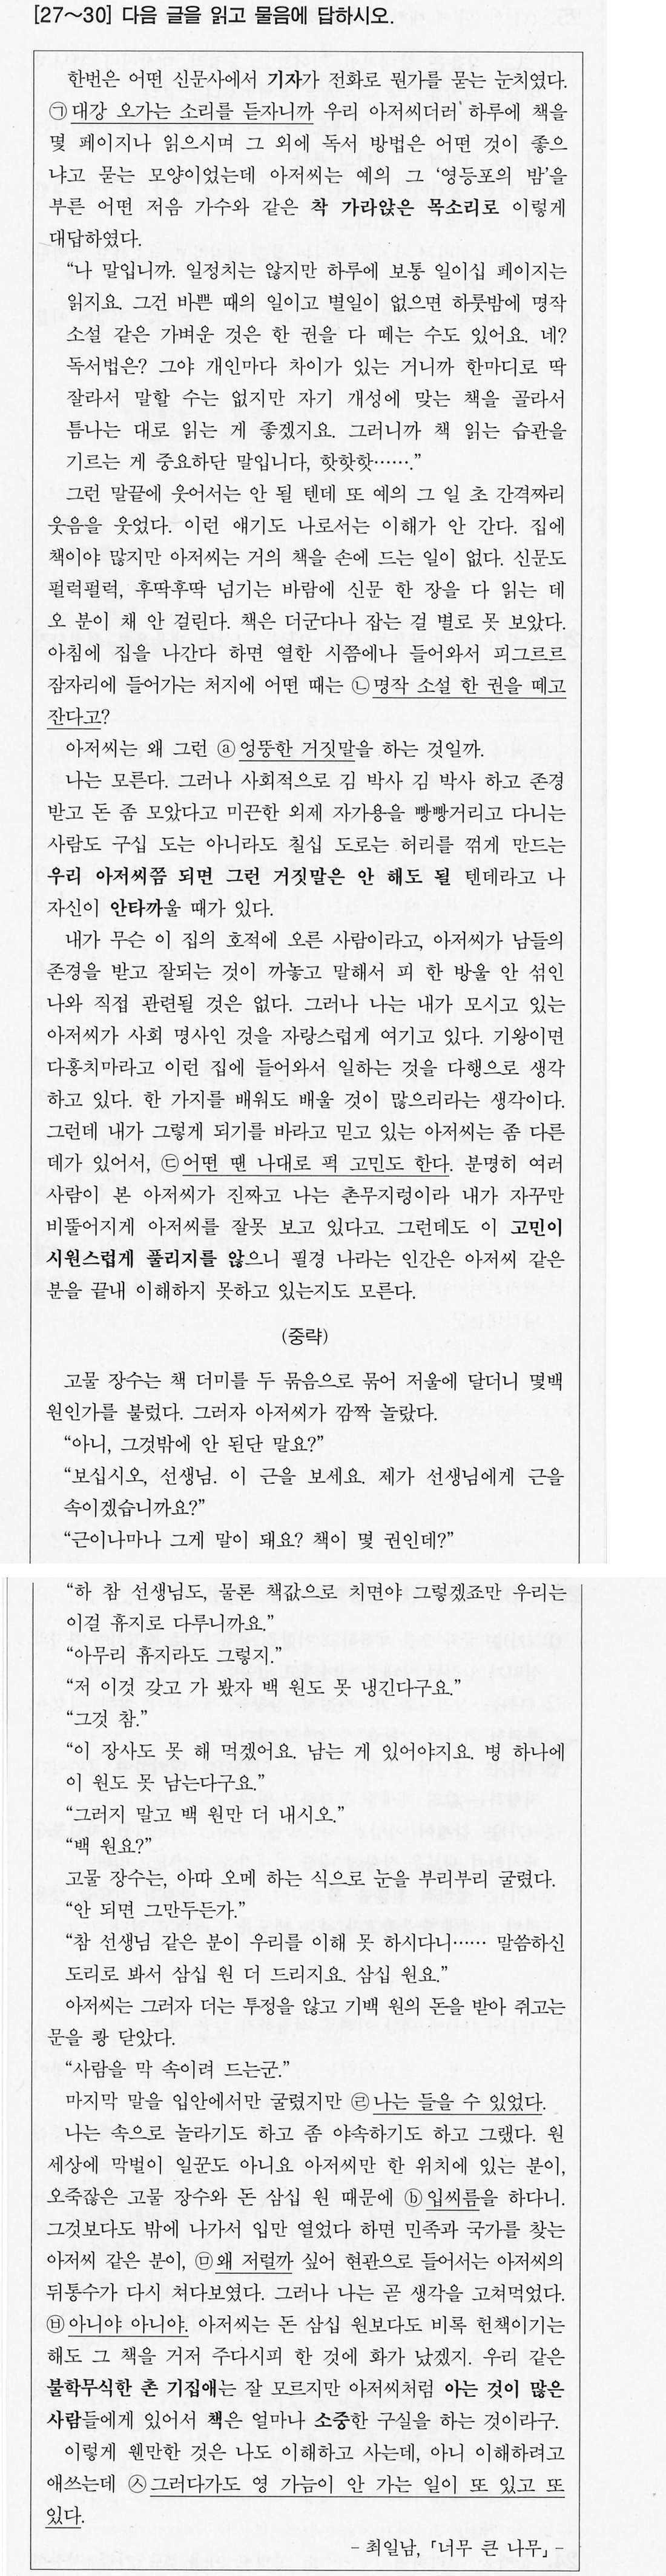 [27～30] 다음 글을 읽고 물음에 답하시오.
한번은 어떤 신문사에서 기자가 전화로 뭔가를 묻는 눈치였다.
㉠대강 오가는 소리를 듣자니까 우리 아저씨더러 하루에 책을
몇 페이지나 읽으시며 그 외에 독서 방법은 어떤 것이 좋으
냐고 묻는 모양이었는데 아저씨는 예의 그 ‘영등포의 밤’을
부른 어떤 저음 가수와 같은 착 가라앉은 목소리로 이렇게
대답하였다.
“나 말입니까. 일정치는 않지만 하루에 보통 일이십 페이지는
읽지요. 그건 바쁜 때의 일이고 별일이 없으면 하룻밤에 명작
소설 같은 가벼운 것은 한 권을 다 떼는 수도 있어요. 네?
독서법은? 그야 개인마다 차이가 있는 거니까 한마디로 딱
잘라서 말할 수는 없지만 자기 개성에 맞는 책을 골라서
틈나는 대로 읽는 게 좋겠지요. 그러니까 책 읽는 습관을
기르는 게 중요하단 말입니다, 핫핫핫…….”
그런 말끝에 웃어서는 안 될 텐데 또 예의 그 일 초 간격짜리
웃음을 웃었다. 이런 얘기도 나로서는 이해가 안 간다. 집에
책이야 많지만 아저씨는 거의 책을 손에 드는 일이 없다. 신문도
펄럭펄럭, 후딱후딱 넘기는 바람에 신문 한 장을 다 읽는 데
오 분이 채 안 걸린다. 책은 더군다나 잡는 걸 별로 못 보았다.
아침에 집을 나간다 하면 열한 시쯤에나 들어와서 피그르르
잠자리에 들어가는 처지에 어떤 때는 ㉡명작 소설 한 권을 떼고
잔다고?
아저씨는 왜 그런 ⓐ엉뚱한 거짓말을 하는 것일까.
나는 모른다. 그러나 사회적으로 김 박사 김 박사 하고 존경
받고 돈 좀 모았다고 미끈한 외제 자가용을 빵빵거리고 다니는
사람도 구십 도는 아니라도 칠십 도로는 허리를 꺾게 만드는
우리 아저씨쯤 되면 그런 거짓말은 안 해도 될 텐데라고 나
자신이 안타까울 때가 있다.
내가 무슨 이 집의 호적에 오른 사람이라고, 아저씨가 남들의
존경을 받고 잘되는 것이 까놓고 말해서 피 한 방울 안 섞인
나와 직접 관련될 것은 없다. 그러나 나는 내가 모시고 있는
아저씨가 사회 명사인 것을 자랑스럽게 여기고 있다. 기왕이면
다홍치마라고 이런 집에 들어와서 일하는 것을 다행으로 생각
하고 있다. 한 가지를 배워도 배울 것이 많으리라는 생각이다.
그런데 내가 그렇게 되기를 바라고 믿고 있는 아저씨는 좀 다른
데가 있어서, ㉢어떤 땐 나대로 퍽 고민도 한다. 분명히 여러
사람이 본 아저씨가 진짜고 나는 촌무지렁이라 내가 자꾸만
비뚤어지게 아저씨를 잘못 보고 있다고. 그런데도 이 고민이
시원스럽게 풀리지를 않으니 필경 나라는 인간은 아저씨 같은
분을 끝내 이해하지 못하고 있는지도 모른다.
(중략)
고물 장수는 책 더미를 두 묶음으로 묶어 저울에 달더니 몇백
원인가를 불렀다. 그러자 아저씨가 깜짝 놀랐다.
“아니, 그것밖에 안 된단 말요?”
“보십시오, 선생님. 이 근을 보세요. 제가 선생님에게 근을
속이겠습니까요?”
“근이나마나 그게 말이 돼요? 책이 몇 권인데?”
“하 참 선생님도, 물론 책값으로 치면야 그렇겠죠만 우리는
이걸 휴지로 다루니까요.”
“아무리 휴지라도 그렇지.”
“저 이것 갖고 가 봤자 백 원도 못 냉긴다구요.”
“그것 참.”
“이 장사도 못 해 먹겠어요. 남는 게 있어야지요. 병 하나에
이 원도 못 남는다구요.”
“그러지 말고 백 원만 더 내시오.”
“백 원요?”
고물 장수는, 아따 오메 하는 식으로 눈을 부리부리 굴렸다.
“안 되면 그만두든가.”
“참 선생님 같은 분이 우리를 이해 못 하시다니…… 말씀하신
도리로 봐서 삼십 원 더 드리지요. 삼십 원요.”
아저씨는 그러자 더는 투정을 않고 기백 원의 돈을 받아 쥐고는
문을 쾅 닫았다.
“사람을 막 속이려 드는군.”
마지막 말을 입안에서만 굴렸지만 ㉣나는 들을 수 있었다.
나는 속으로 놀라기도 하고 좀 야속하기도 하고 그랬다. 원
세상에 막벌이 일꾼도 아니요 아저씨만 한 위치에 있는 분이,
오죽잖은 고물 장수와 돈 삼십 원 때문에 ⓑ입씨름을 하다니.
그것보다도 밖에 나가서 입만 열었다 하면 민족과 국가를 찾는
아저씨 같은 분이, ㉤왜 저럴까 싶어 현관으로 들어서는 아저씨의
뒤통수가 다시 쳐다보였다. 그러나 나는 곧 생각을 고쳐먹었다.
㉥아니야 아니야. 아저씨는 돈 삼십 원보다도 비록 헌책이기는
해도 그 책을 거저 주다시피 한 것에 화가 났겠지. 우리 같은
불학무식한 촌 기집애는 잘 모르지만 아저씨처럼 아는 것이 많은
사람들에게 있어서 책은 얼마나 소중한 구실을 하는 것이라구.
이렇게 웬만한 것은 나도 이해하고 사는데, 아니 이해하려고
애쓰는데 ㉦그러다가도 영 가늠이 안 가는 일이 또 있고 또
있다.
- 최일남, 「너무 큰 나무」 -